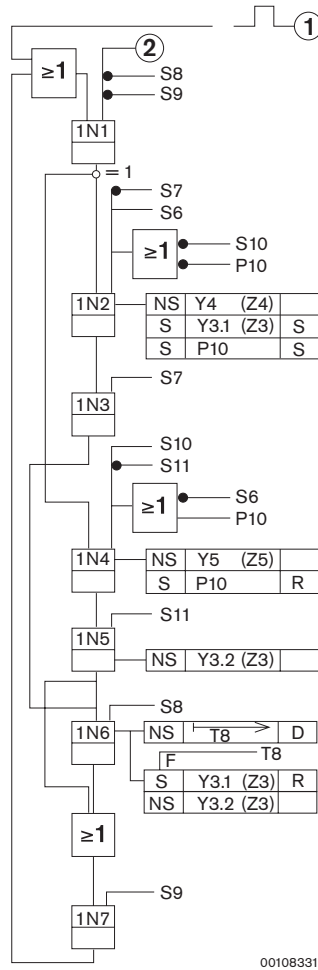 1
≥1
2
S8
S9
1N1
= 1
S7
S6
≥1
S10
P10
1N2
NS Y4 (Z4)
S Y3.1 (Z3) S
S P10 S
S7
1N3
S10
S11
≥1
S6
P10
1N4
NS Y5 (Z5)
S P10 R
S11
1N5
NS Y3.2 (Z3)
S8
1N6
NS T8 D
F T8
S Y3.1 (Z3) R
NS Y3.2 (Z3)
≥1
S9
1N7
00108331